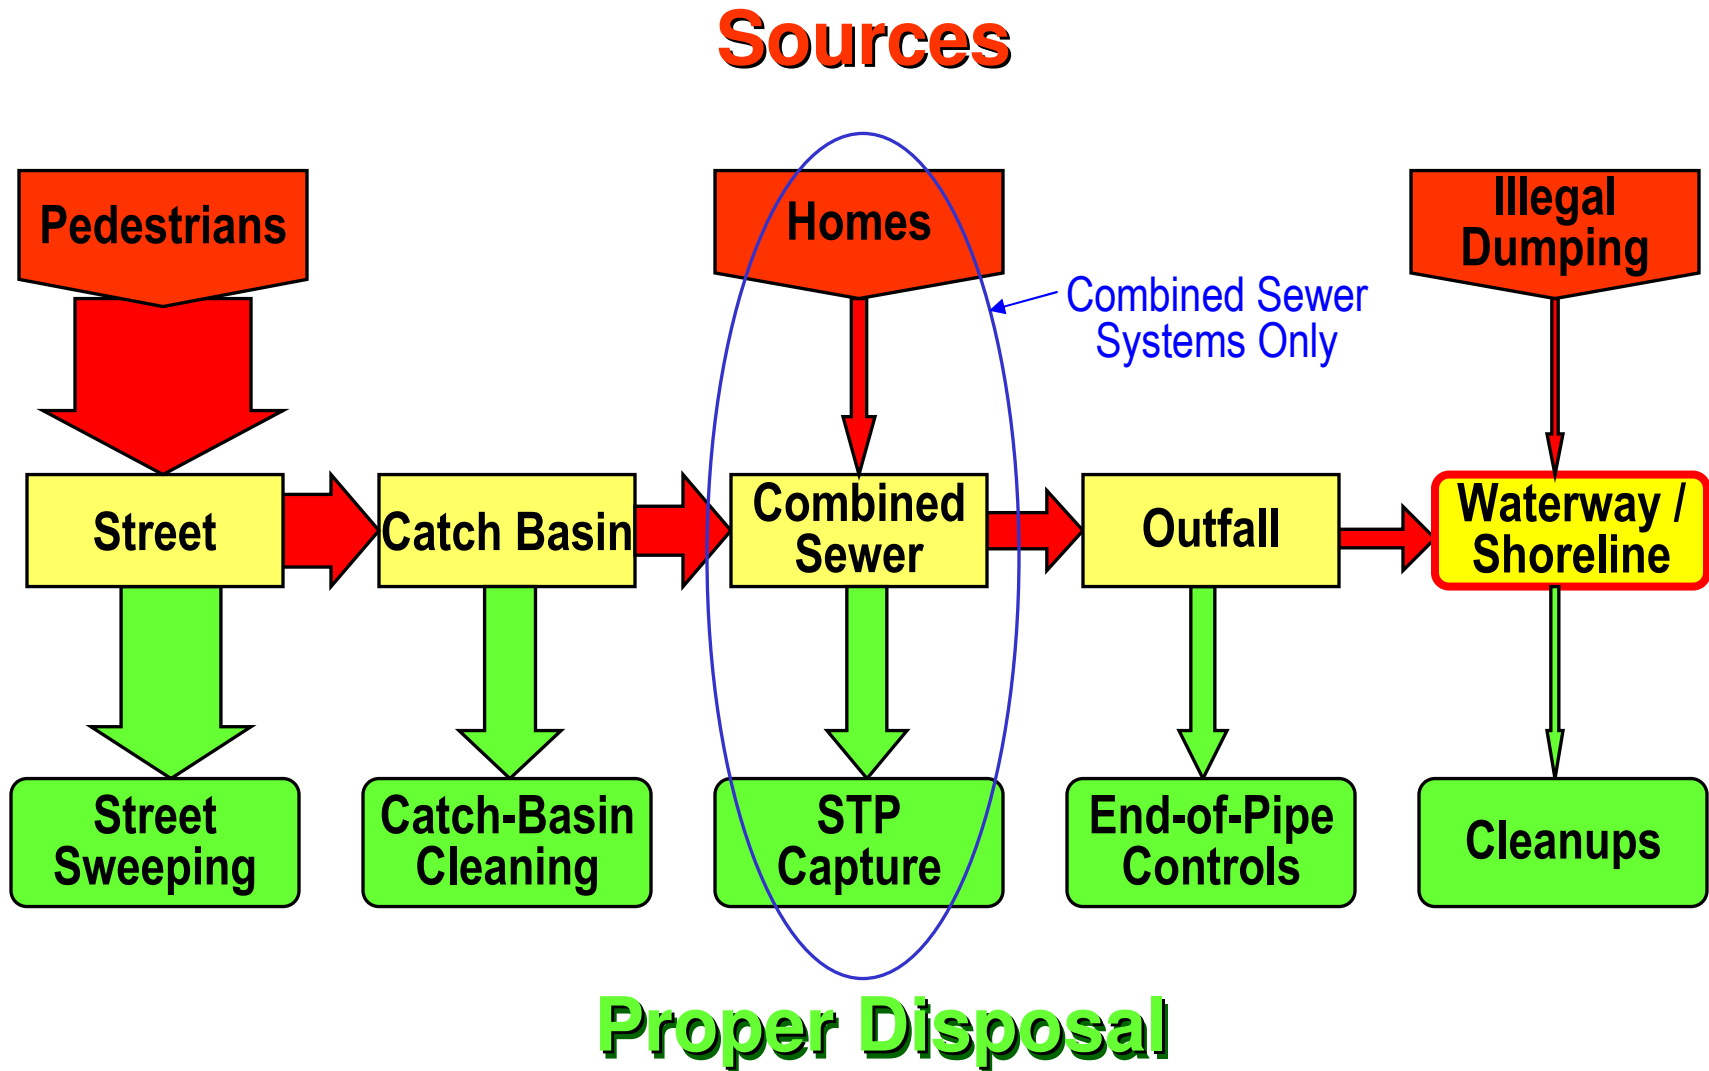 Sources
Pedestrians
Homes
Illegal
Dumping
Combined Sewer
Systems Only
Street
Catch Basin
Combined
Sewer
Outfall
Waterway /
Shoreline
Street
Sweeping
Catch-Basin
Cleaning
STP
Capture
End-of-Pipe
Controls
Cleanups
Proper Disposal